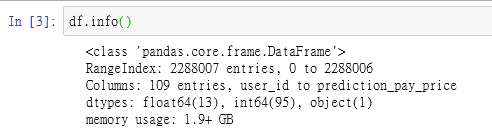 In [3]: df.info()
<class 'pandas.core.frame.DataFrame'>
RangeIndex: 2288007 entries, 0 to 2288006
Columns: 109 entries, user_id to prediction_pay_price
dtypes: float64(13), int64(95), object(1)
memory usage: 1.9+ GB